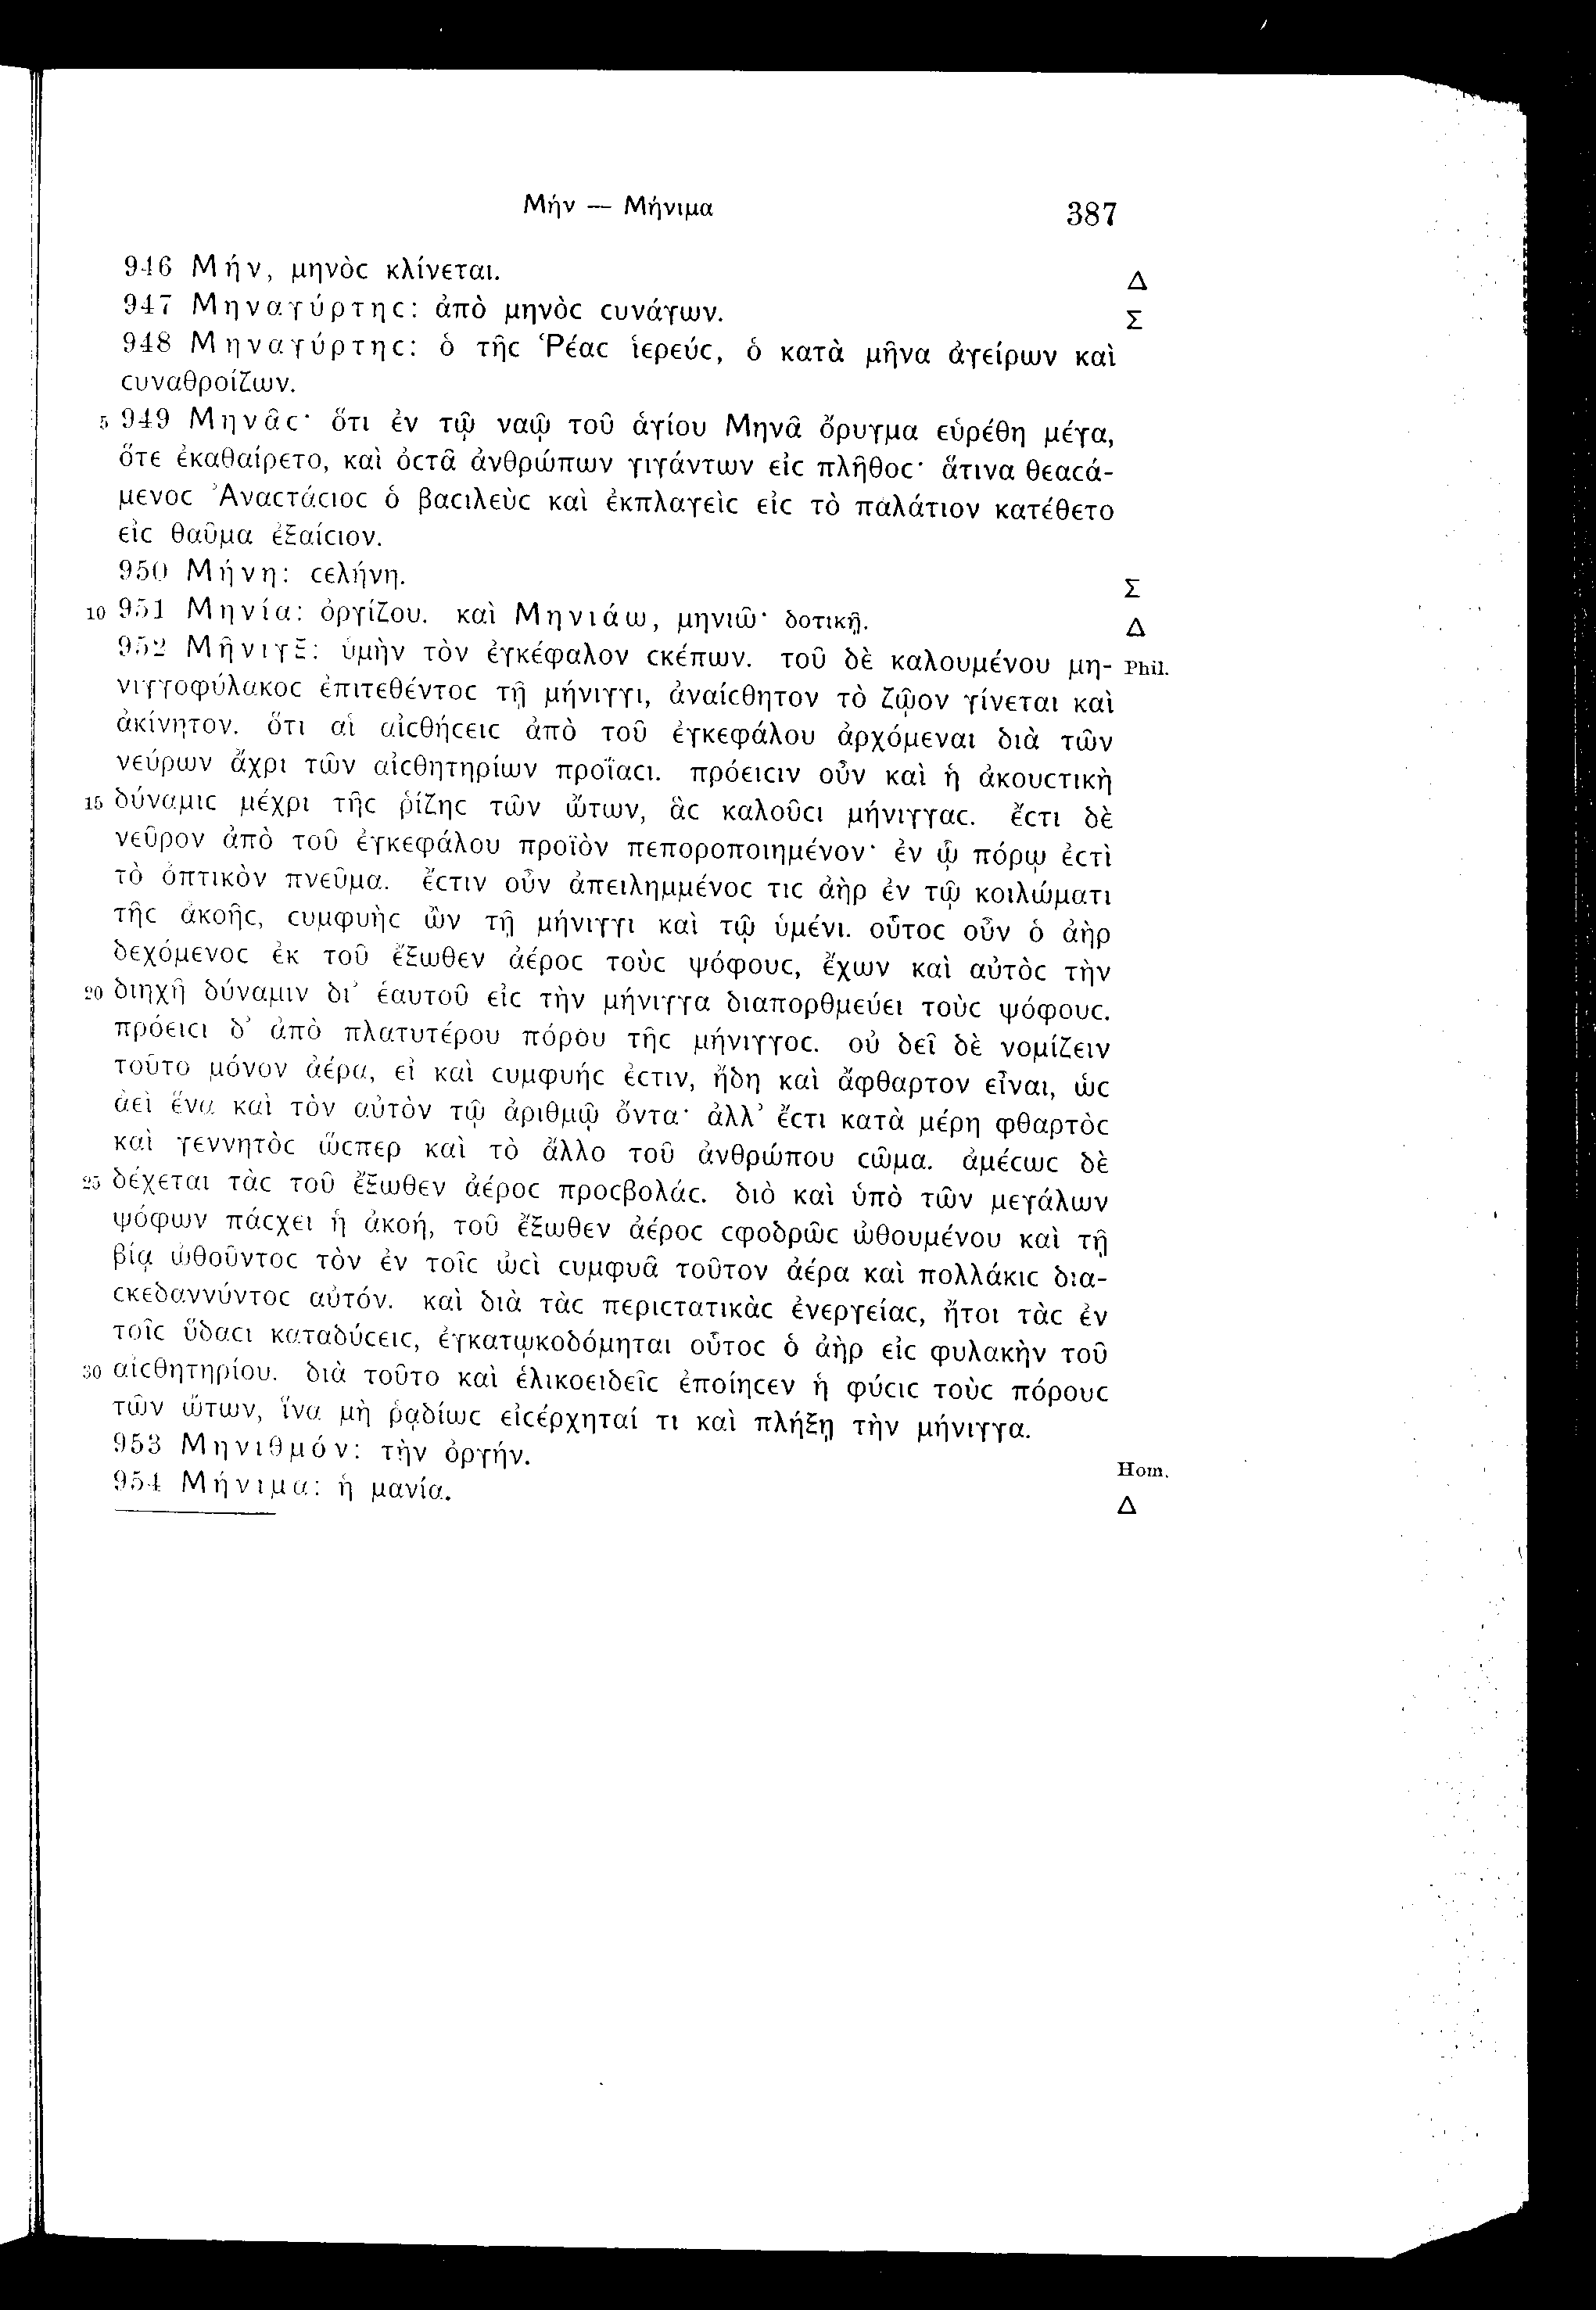 Μήν — Μήνιμα 387
946 Μήν, μηνὸϲ κλίνεται. Δ
947 Μηναγύρτηϲ: ἀπὸ μηνὸϲ ϲυνάγων. Σ
948 Μηναγύρτηϲ: ὁ τῆϲ Ῥέαϲ ἱερεύϲ, ὁ κατὰ μῆνα ἀγείρων καὶ
ϲυναθροίζων.
5 949 Μηνᾶϲ· ὅτι ἐν τῷ ναῷ τοῦ ἁγίου Μηνᾶ ὄρυγμα εὑρέθη μέγα,
ὅτε ἐκαθαίρετο, καὶ ὀϲτᾶ ἀνθρώπων γιγάντων εἰϲ πλῆθοϲ· ἅτινα θεαϲά-
μενοϲ Ἀναϲτάϲιοϲ ὁ βαϲιλεὺϲ καὶ ἐκπλαγεὶϲ εἰϲ τὸ παλάτιον κατέθετο
εἰϲ θαῦμα ἐξαίϲιον.
950 Μήνη: ϲελήνη. Σ
10 951 Μηνία: ὀργίζου. καὶ Μηνιάω, μηνιῶ· δοτικῇ. Δ
952 Μῆνιγξ: ὑμὴν τὸν ἐγκέφαλον ϲκέπων. τοῦ δὲ καλουμένου μη- Phil.
νιγγοφύλακοϲ ἐπιτεθέντοϲ τῇ μήνιγγι, ἀναίϲθητον τὸ ζῷον γίνεται καὶ
ἀκίνητον. ὅτι αἱ αἰϲθήϲειϲ ἀπὸ τοῦ ἐγκεφάλου ἀρχόμεναι διὰ τῶν
νεύρων ἄχρι τῶν αἰϲθητηρίων προΐαϲι. πρόειϲιν οὖν καὶ ἡ ἀκουϲτικὴ
15 δύναμιϲ μέχρι τῆϲ ῥίζηϲ τῶν ὤτων, ἃϲ καλοῦϲι μήνιγγαϲ. ἔϲτι δὲ
νεῦρον ἀπὸ τοῦ ἐγκεφάλου προϊὸν πεποροποιημένον· ἐν ᾧ πόρῳ ἐϲτὶ
τὸ ὀπτικὸν πνεῦμα. ἔϲτιν οὖν ἀπειλημμένοϲ τιϲ ἀὴρ ἐν τῷ κοιλώματι
τῆϲ ἀκοῆϲ, ϲυμφυὴϲ ὢν τῇ μήνιγγι καὶ τῷ ὑμένι. οὗτοϲ οὖν ὁ ἀὴρ
δεχόμενοϲ ἐκ τοῦ ἔξωθεν ἀέροϲ τοὺϲ ψόφουϲ, ἔχων καὶ αὐτὸϲ τὴν
20 διηχῆ δύναμιν δι’ ἑαυτοῦ εἰϲ τὴν μήνιγγα διαπορθμεύει τοὺϲ ψόφουϲ.
πρόειϲι δ’ ἀπὸ πλατυτέρου πόρου τῆϲ μήνιγγοϲ. οὐ δεῖ δὲ νομίζειν
τοῦτο μόνον ἀέρα, εἰ καὶ ϲυμφυήϲ ἐϲτιν, ἤδη καὶ ἄφθαρτον εἶναι, ὡϲ
ἀεὶ ἕνα καὶ τὸν αὐτὸν τῷ ἀριθμῷ ὄντα· ἀλλ’ ἔϲτι κατὰ μέρη φθαρτὸϲ
καὶ γεννητὸϲ ὥϲπερ καὶ τὸ ἄλλο τοῦ ἀνθρώπου ϲῶμα. ἀμέϲωϲ δὲ
25 δέχεται τὰϲ τοῦ ἔξωθεν ἀέροϲ προϲβολάϲ. διὸ καὶ ὑπὸ τῶν μεγάλων
ψόφων πάϲχει ἡ ἀκοή, τοῦ ἔξωθεν ἀέροϲ ϲφοδρῶϲ ὠθουμένου καὶ τῇ
βίᾳ ὠθοῦντοϲ τὸν ἐν τοῖϲ ὠϲὶ ϲυμφυᾶ τοῦτον ἀέρα καὶ πολλάκιϲ δια-
ϲκεδαννύντοϲ αὐτόν. καὶ διὰ τὰϲ περιϲτατικὰϲ ἐνεργείαϲ, ἤτοι τὰϲ ἐν
τοῖϲ ὕδαϲι καταδύϲειϲ, ἐγκατῳκοδόμηται οὗτοϲ ὁ ἀὴρ εἰϲ φυλακὴν τοῦ
30 αἰϲθητηρίου. διὰ τοῦτο καὶ ἑλικοειδεῖϲ ἐποίηϲεν ἡ φύϲιϲ τοὺϲ πόρουϲ
τῶν ὤτων, ἵνα μὴ ῥᾳδίωϲ εἰϲέρχηταί τι καὶ πλήξῃ τὴν μήνιγγα.
953 Μηνιθμόν: τὴν ὀργήν. Hom.
954 Μήνιμα: ἡ μανία. Δ